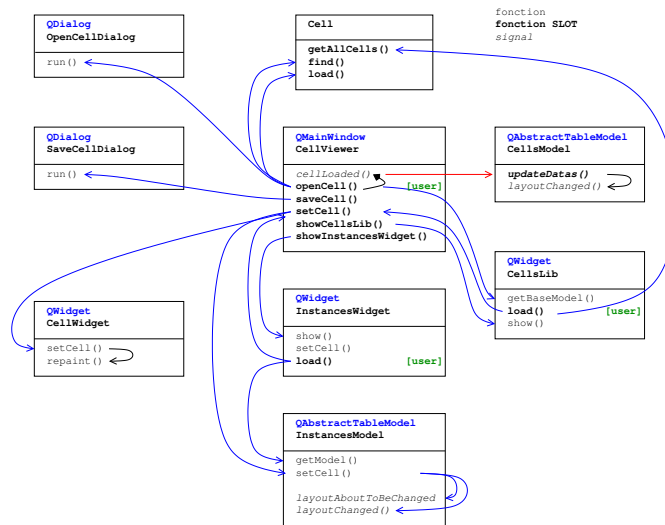 fonction
fonction SLOT
signal
QDialog
OpenCellDialog
run()
Cell
getAllCells()
find()
load()
QDialog
SaveCellDialog
run()
QMainWindow
CellViewer
cellLoaded()
openCell() [user]
saveCell()
setCell()
showCellsLib()
showInstancesWidget()
QAbstractTableModel
CellsModel
updateDatas()
layoutChanged()
QWidget
CellsLib
getBaseModel()
load() [user]
show()
QWidget
CellWidget
setCell()
repaint()
QWidget
InstancesWidget
show()
setCell()
load() [user]
QAbstractTableModel
InstancesModel
getModel()
setCell()
layoutAboutToBeChanged
layoutChanged()